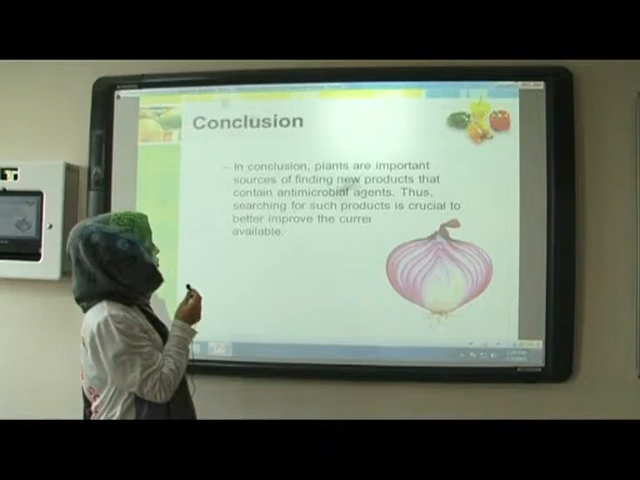 Conclusion
– In conclusion, plants are important
sources of finding new products that
contain antimicrobial agents. Thus,
searching for such products is crucial to
better improve the
available.